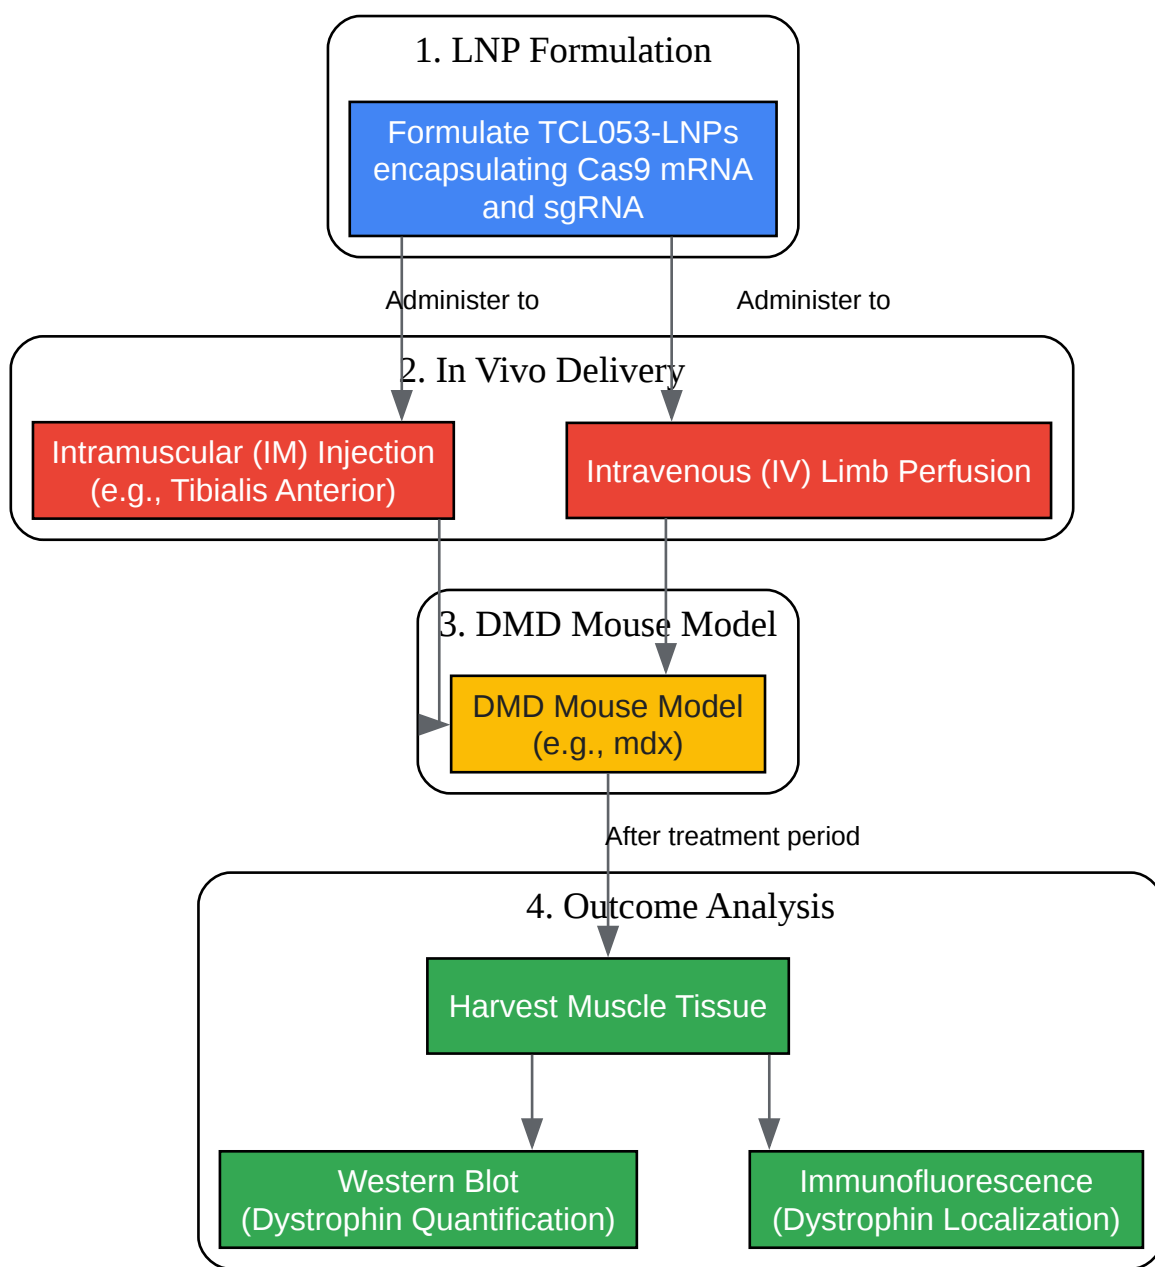 1. LNP Formulation
Formulate TCL053-LNPs
encapsulating Cas9 mRNA
and sgRNA
Administer to
Administer to
2. In Vivo Delivery
Intramuscular (IM) Injection
(e.g., Tibialis Anterior)
Intravenous (IV) Limb Perfusion
3. DMD Mouse Model
DMD Mouse Model
(e.g., mdx)
After treatment period
4. Outcome Analysis
Harvest Muscle Tissue
Western Blot
(Dystrophin Quantification)
Immunofluorescence
(Dystrophin Localization)